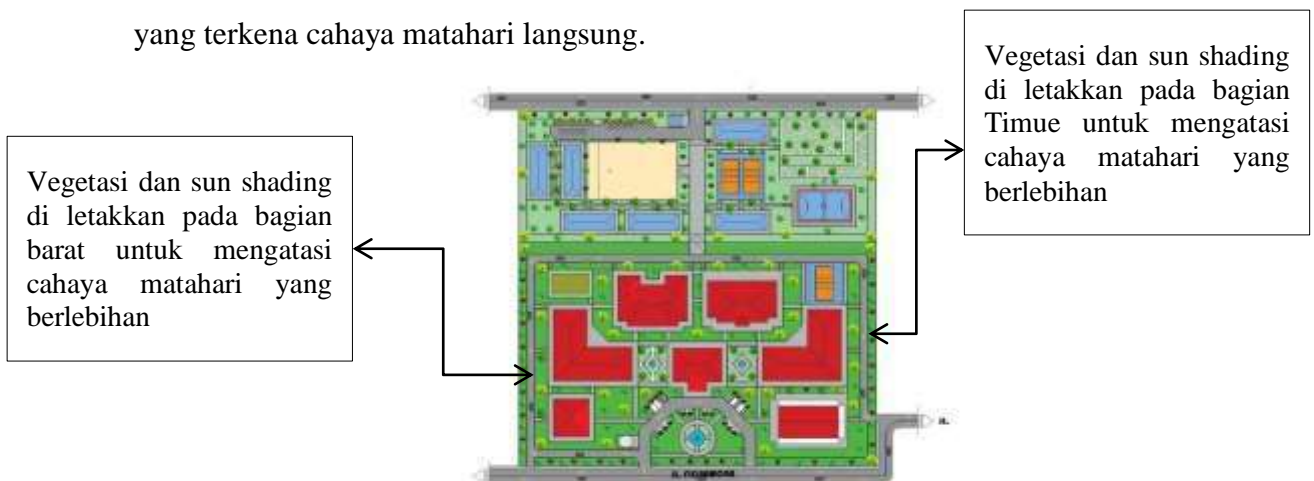 yang terkena cahaya matahari langsung.
Vegetasi dan sun shading
di letakkan pada bagian
Timue untuk mengatasi
cahaya matahari yang
berlebihan
Vegetasi dan sun shading
di letakkan pada bagian
barat untuk mengatasi
cahaya matahari yang
berlebihan